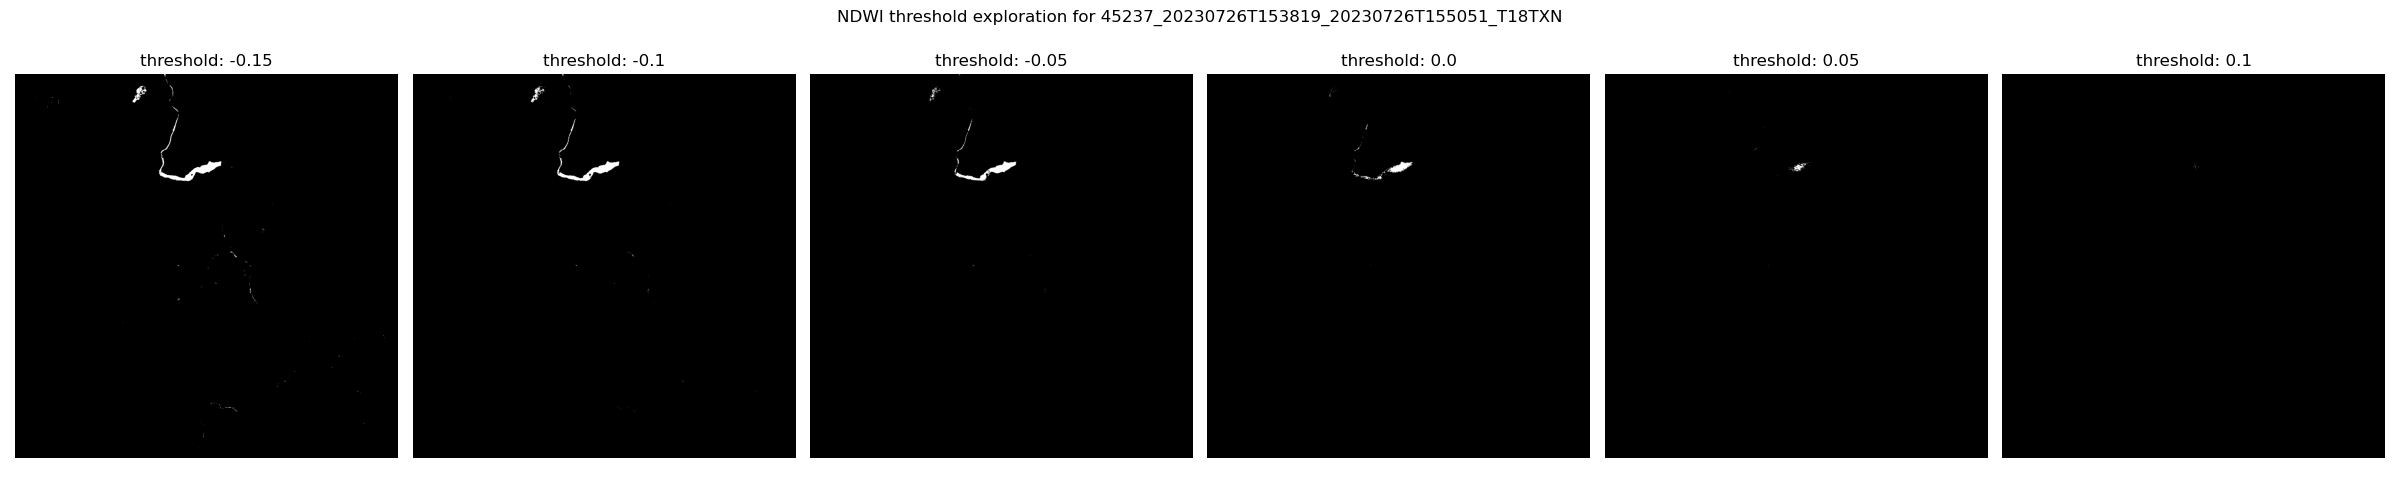 NDWI threshold exploration for 45237_20230726T153819_20230726T155051_T18TXN
threshold: -0.15
threshold: -0.1
threshold: -0.05
threshold: 0.0
threshold: 0.05
threshold: 0.1